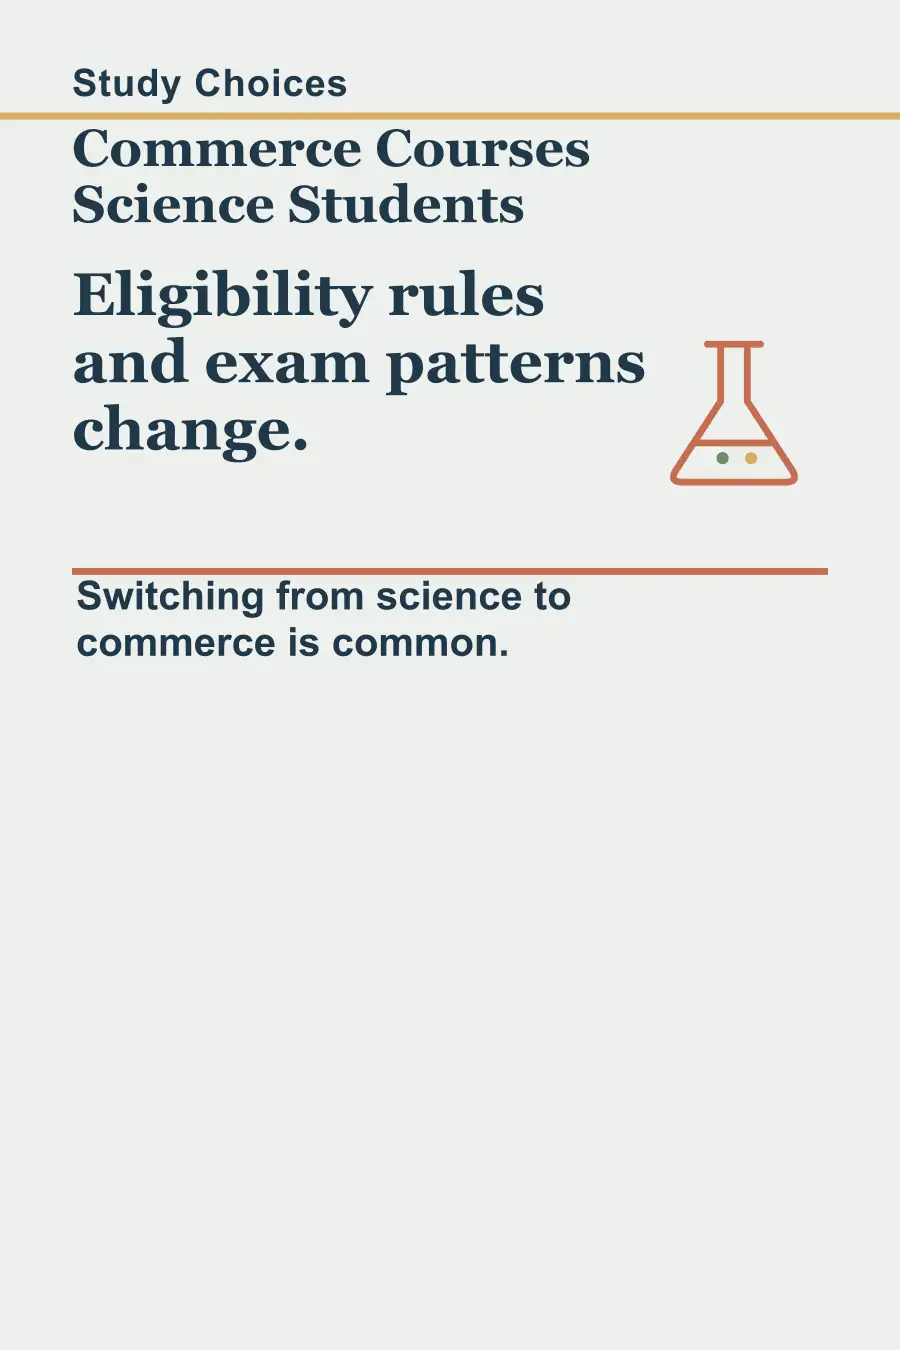 Study Choices
Commerce Courses
Science Students
Eligibility rules
and exam patterns
change.
Switching from science to
commerce is common.